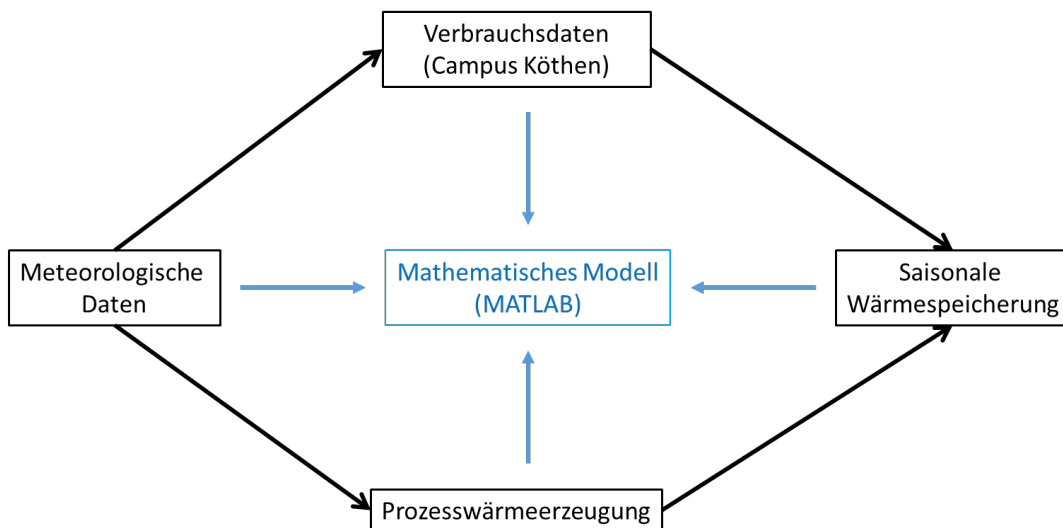 Verbrauchsdaten
(Campus Köthen)
Meteorologische
Daten
Mathematisches Modell
(MATLAB)
Saisonale
Wärmespeicherung
Prozesswärmeerzeugung